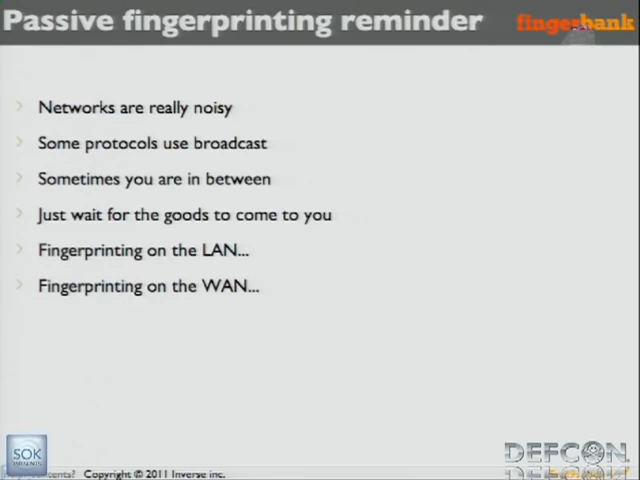 Passive fingerprinting reminder
fingerbank
Networks are really noisy
Some protocols use broadcast
Sometimes you are in between
Just wait for the goods to come to you
Fingerprinting on the LAN...
Fingerprinting on the WAN...
SOK
DEFCON
Copyright © 2011 Inverse inc.